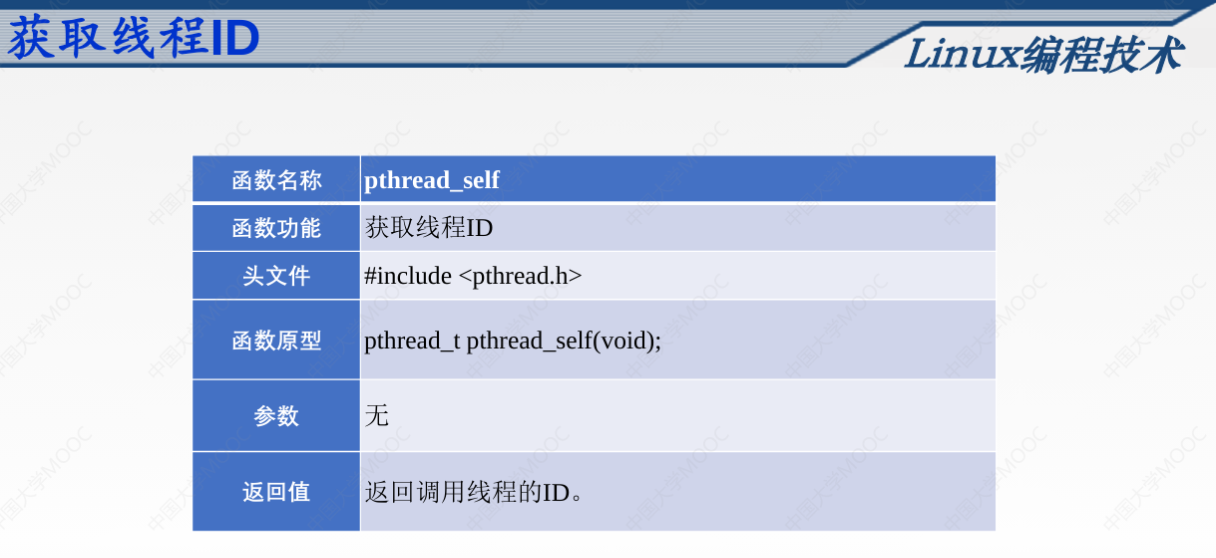 获取线程ID
Linux编程技术
函数名称 pthread_self
函数功能 获取线程ID
头文件 #include <pthread.h>
函数原型 pthread_t pthread_self(void);
参数 无
返回值 返回调用线程的ID。
中国大学MOOC